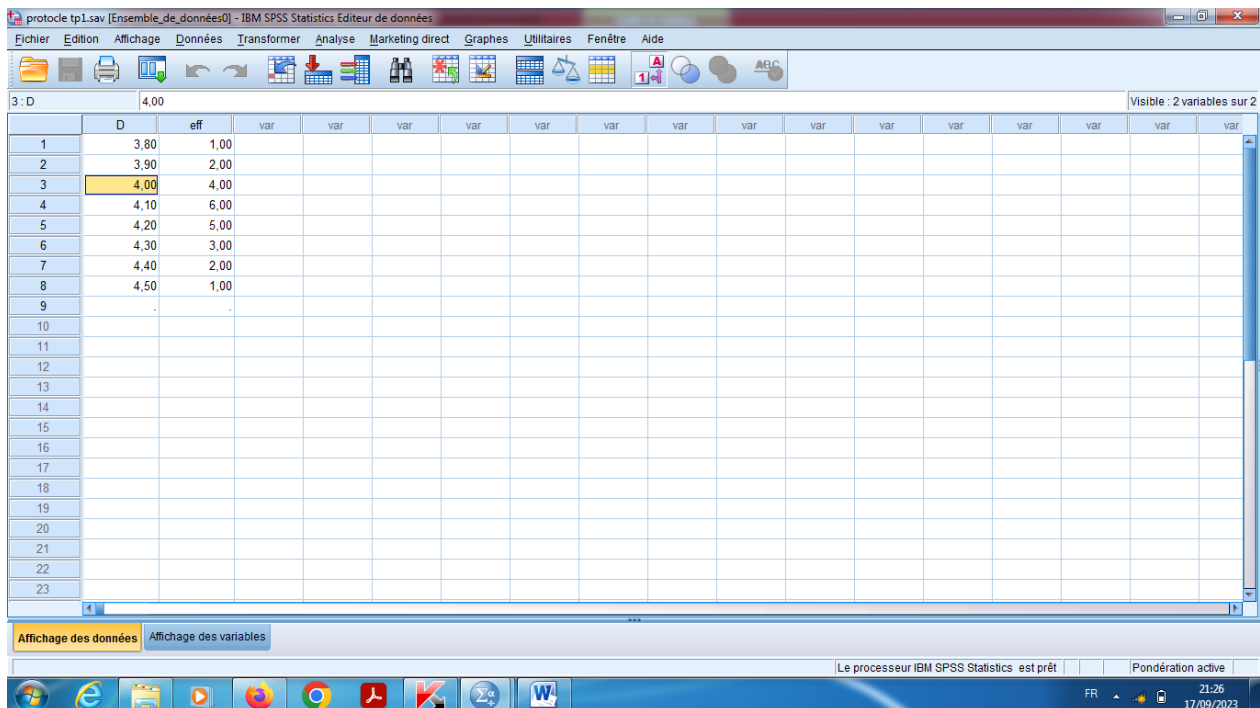 protocle tp1.sav [Ensemble_de_données0] - IBM SPSS Statistics Editeur de données
Fichier Edition Affichage Données Transformer Analyse Marketing direct Graphes Utilitaires Fenêtre Aide
A
1
ABC
3 : D 4,00 Visible : 2 variables sur 2
D eff var var var var var var var var var var var var var var var
1 3,80 1,00
2 3,90 2,00
3 4,00 4,00
4 4,10 6,00
5 4,20 5,00
6 4,30 3,00
7 4,40 2,00
8 4,50 1,00
9 . .
10
11
12
13
14
15
16
17
18
19
20
21
22
23
Affichage des données Affichage des variables
Le processeur IBM SPSS Statistics est prêt Pondération active
Σα W FR 21:26
17/09/2023